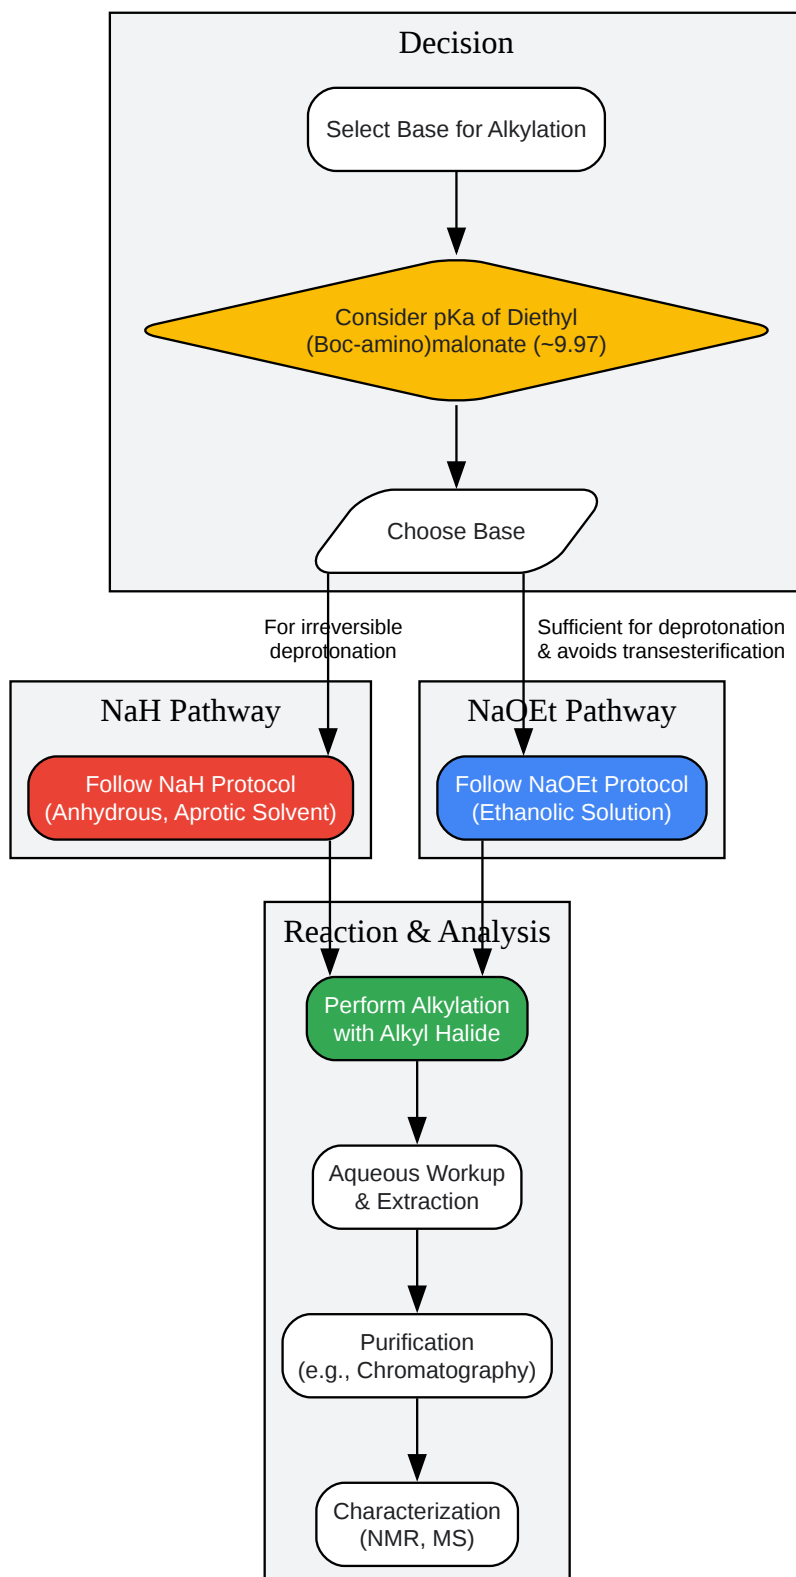 Decision
Select Base for Alkylation
Consider pKa of Diethyl
(Boc-amino)malonate (~9.97)
Choose Base
For irreversible
deprotonation
Sufficient for deprotonation
& avoids transesterification
NaH Pathway
Follow NaH Protocol
(Anhydrous, Aprotic Solvent)
NaOEt Pathway
Follow NaOEt Protocol
(Ethanolic Solution)
Reaction & Analysis
Perform Alkylation
with Alkyl Halide
Aqueous Workup
& Extraction
Purification
(e.g., Chromatography)
Characterization
(NMR, MS)